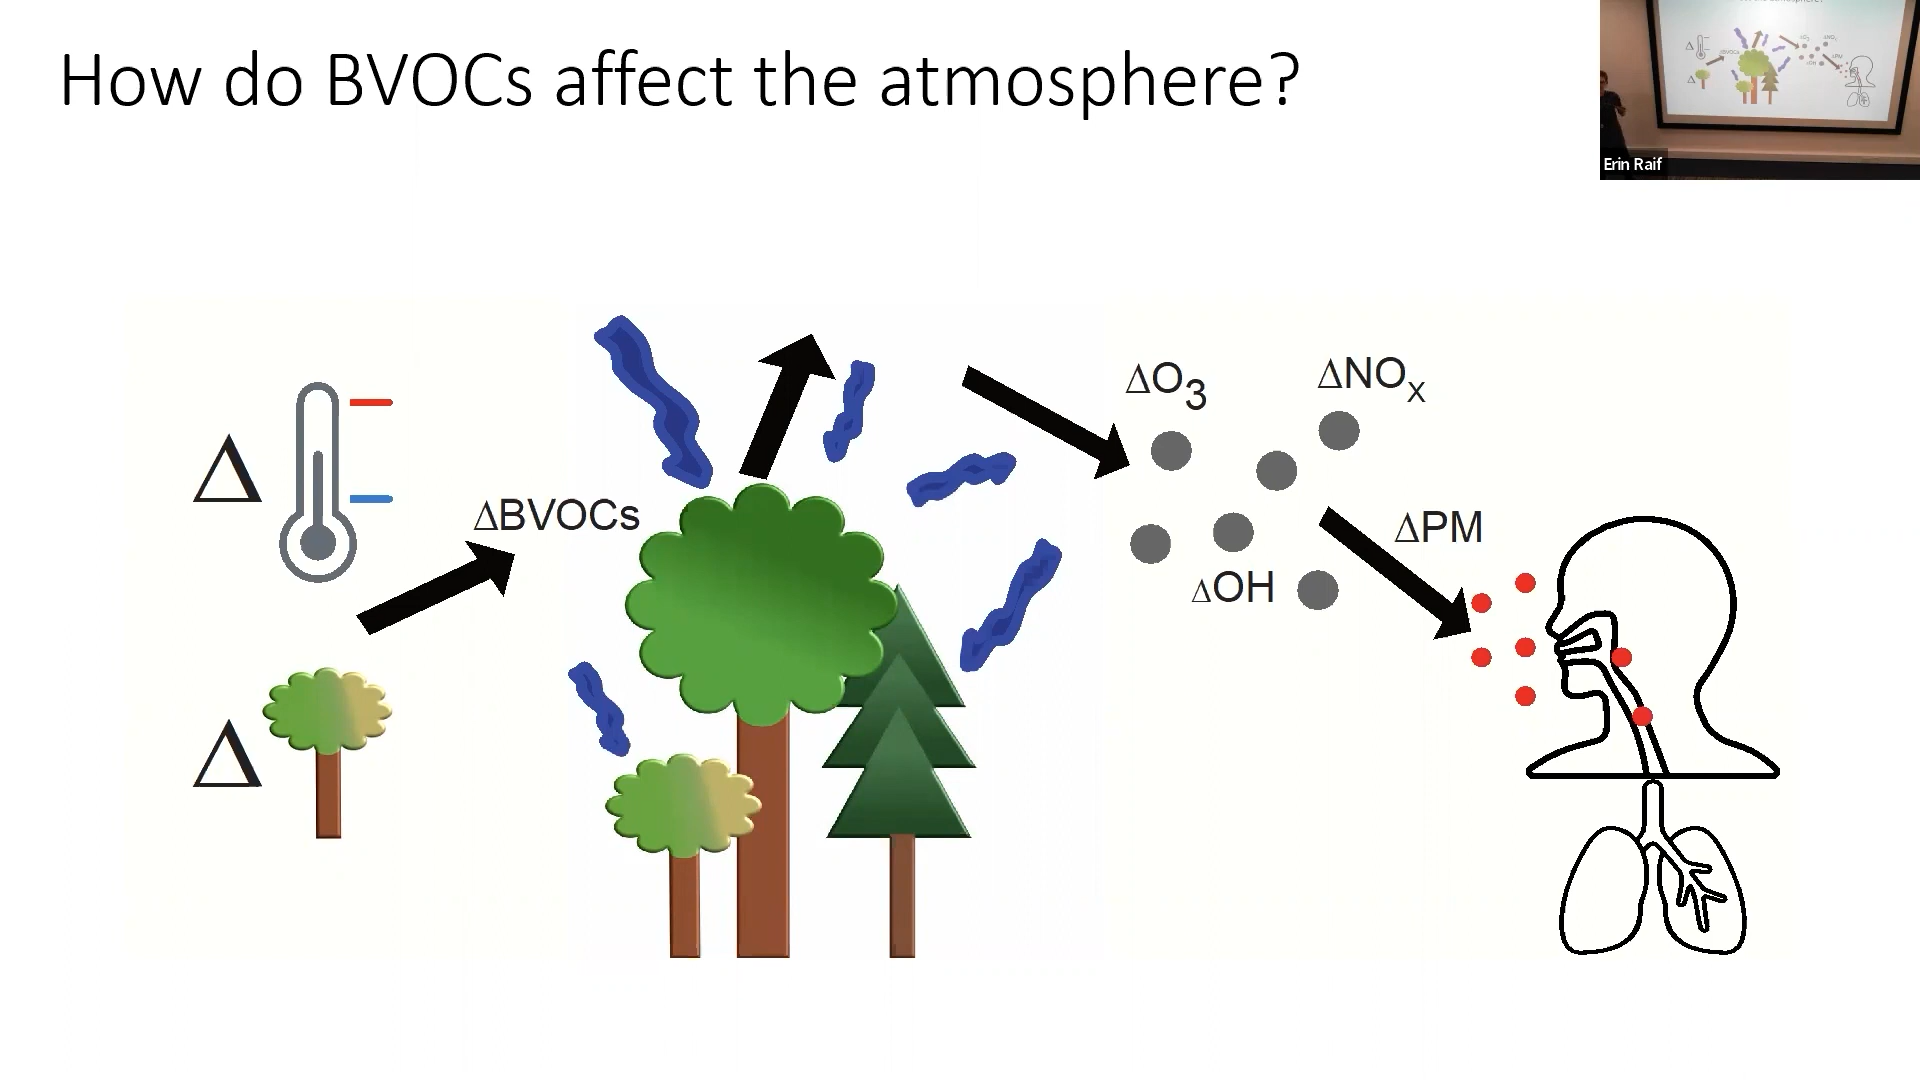 How do BVOCs affect the atmosphere?
Erin Raif
Δ
ΔBVOCs
ΔO3
ΔNOX
ΔOH
ΔPM
Δ